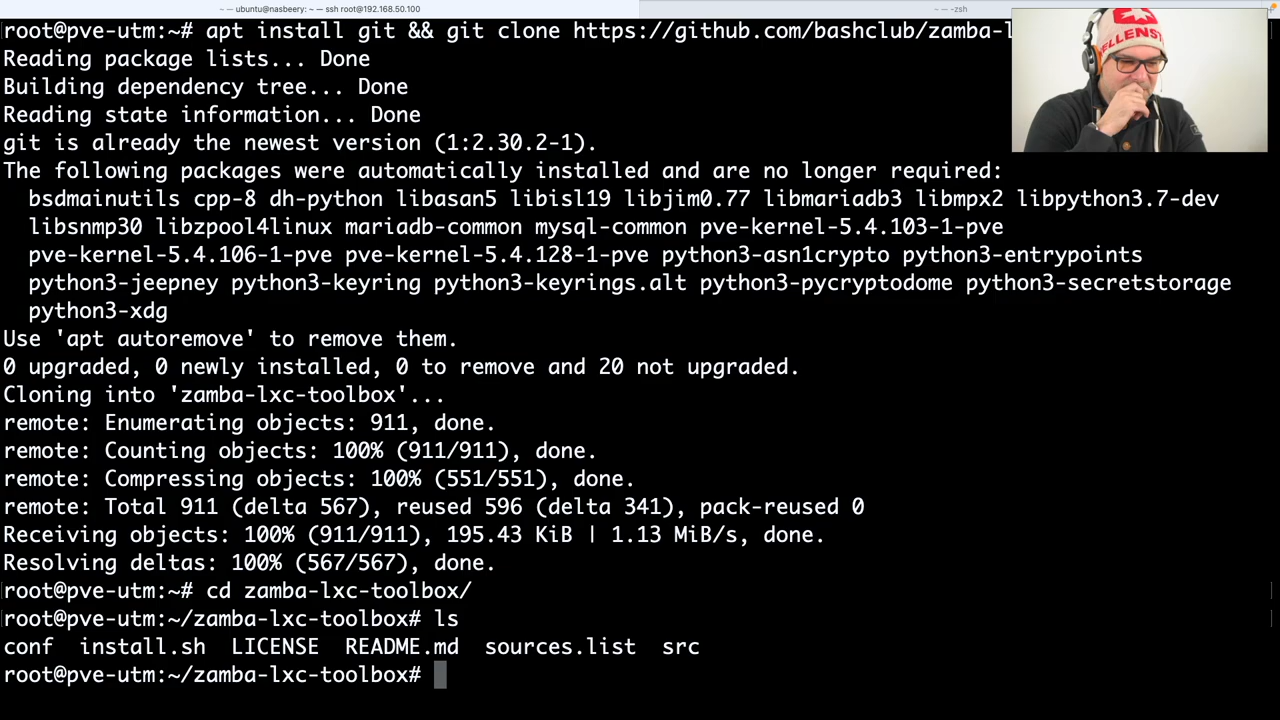 ~ — ubuntu@nasbeery: ~ — ssh root@192.168.50.100
~ — -zsh
root@pve-utm:~# apt install git && git clone https://github.com/bashclub/zamba-l
Reading package lists... Done
Building dependency tree... Done
Reading state information... Done
git is already the newest version (1:2.30.2-1).
The following packages were automatically installed and are no longer required:
  bsdmainutils cpp-8 dh-python libasan5 libisl19 libjim0.77 libmariadb3 libmpx2 libpython3.7-dev
  libsnmp30 libzpool4linux mariadb-common mysql-common pve-kernel-5.4.103-1-pve
  pve-kernel-5.4.106-1-pve pve-kernel-5.4.128-1-pve python3-asn1crypto python3-entrypoints
  python3-jeepney python3-keyring python3-keyrings.alt python3-pycryptodome python3-secretstorage
  python3-xdg
Use 'apt autoremove' to remove them.
0 upgraded, 0 newly installed, 0 to remove and 20 not upgraded.
Cloning into 'zamba-lxc-toolbox'...
remote: Enumerating objects: 911, done.
remote: Counting objects: 100% (911/911), done.
remote: Compressing objects: 100% (551/551), done.
remote: Total 911 (delta 567), reused 596 (delta 341), pack-reused 0
Receiving objects: 100% (911/911), 195.43 KiB | 1.13 MiB/s, done.
Resolving deltas: 100% (567/567), done.
root@pve-utm:~# cd zamba-lxc-toolbox/
root@pve-utm:~/zamba-lxc-toolbox# ls
conf  install.sh  LICENSE  README.md  sources.list  src
root@pve-utm:~/zamba-lxc-toolbox#
ELLENST